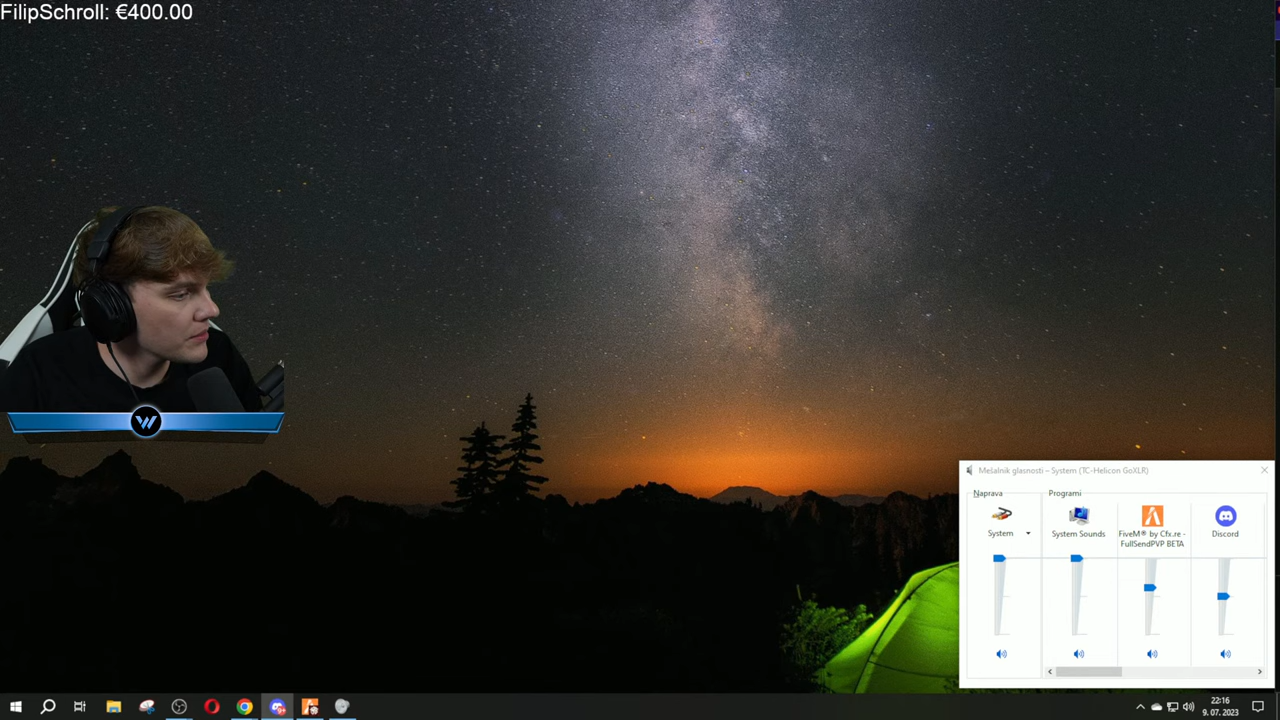 FilipSchroll: €400.00
W
Mešalnik glasnosti – System (TC-Helicon GoXLR)
Naprava
Programi
System
System Sounds
FiveM® by Cfx.re -
FullSendPVP BETA
Discord
22:16
9. 07. 2023